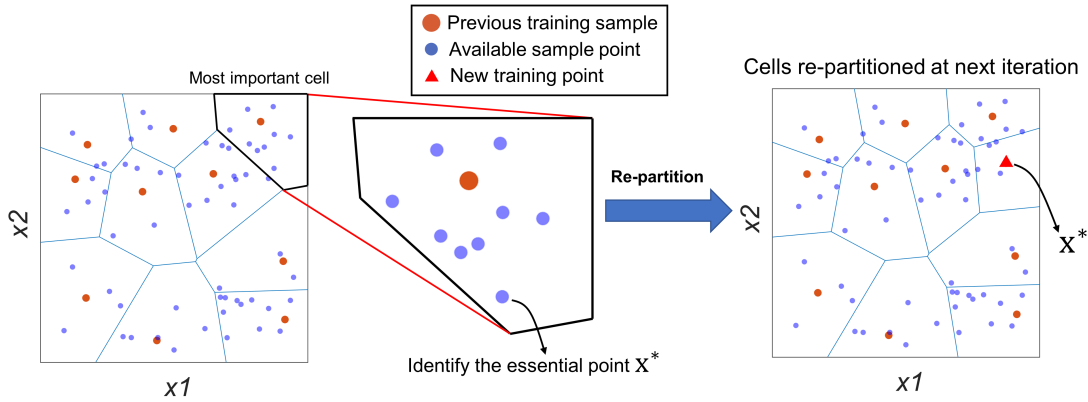 Previous training sample
Available sample point
New training point
Most important cell
Cells re-partitioned at next iteration
Re-partition
x2
x1
Identify the essential point x*
x2
x1
x*